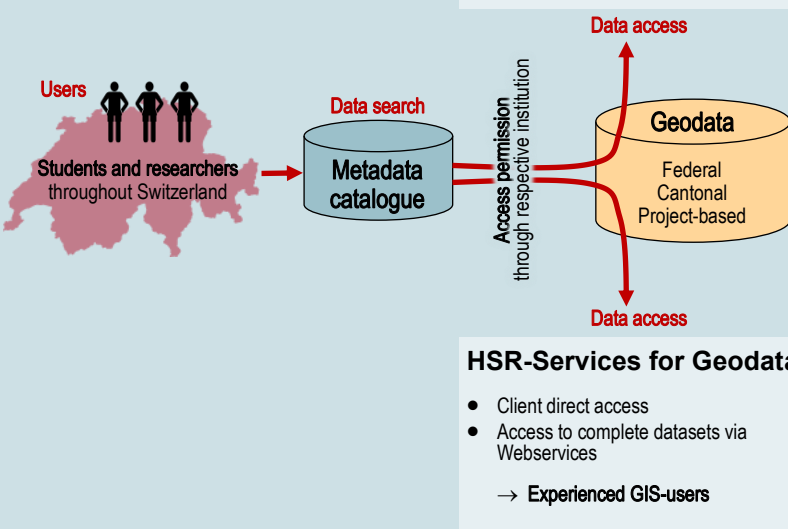 Data access
Users
Data search
Students and researchers
throughout Switzerland
Metadata
catalogue
Access permission
through respective institution
Geodata
Federal
Cantonal
Project-based
Data access
HSR-Services for Geodata
● Client direct access
● Access to complete datasets via
Webservices
→ Experienced GIS-users